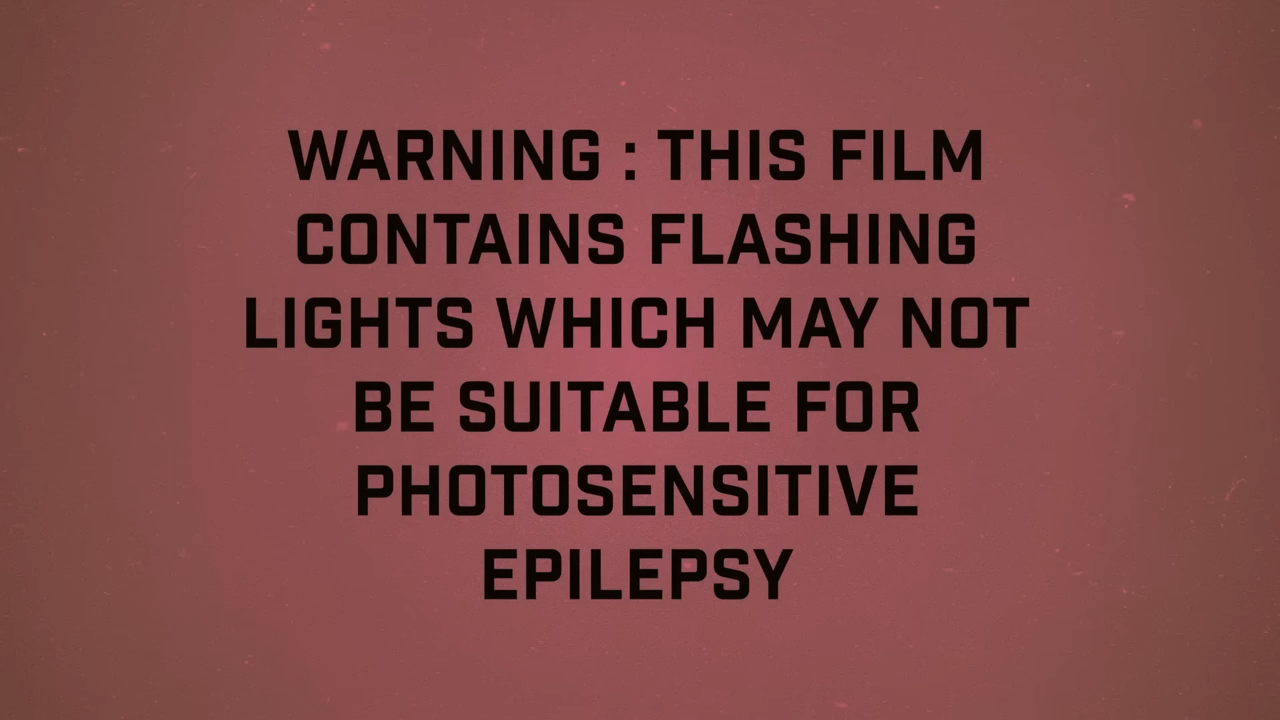 WARNING : THIS FILM
CONTAINS FLASHING
LIGHTS WHICH MAY NOT
BE SUITABLE FOR
PHOTOSENSITIVE
EPILEPSY